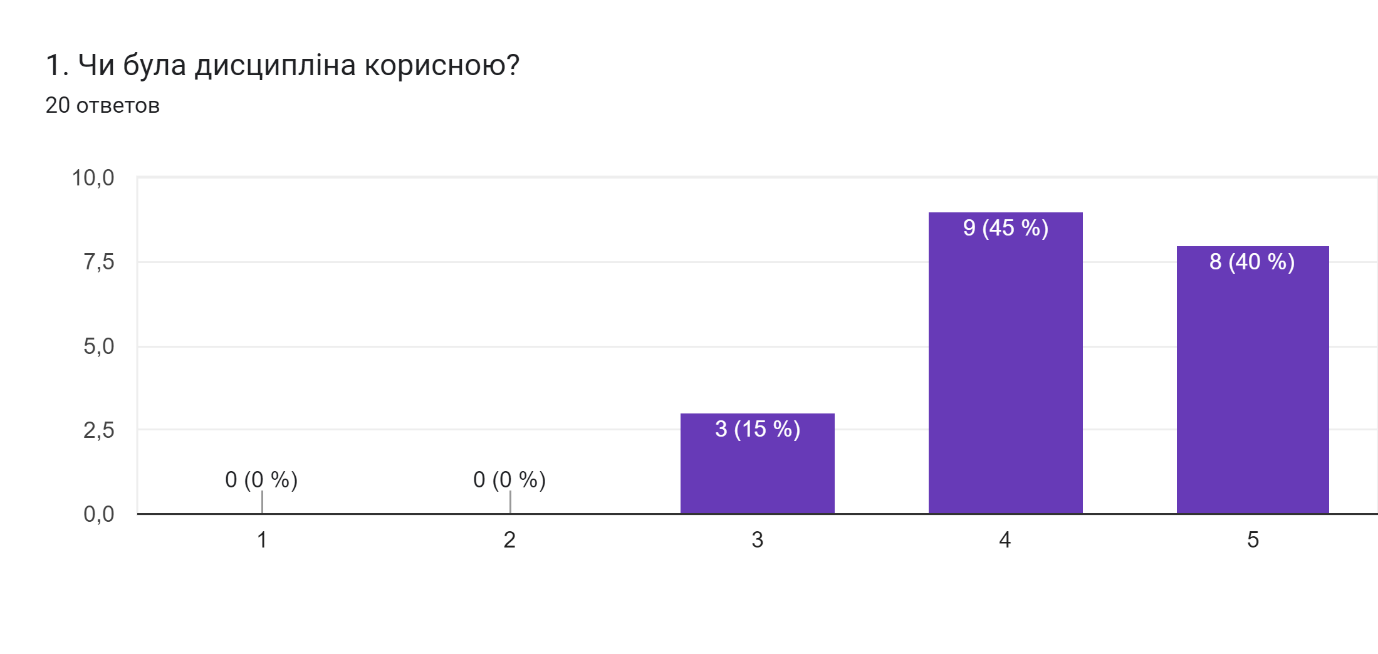 1. Чи була дисципліна корисною?
20 ответов
10,0
7,5
5,0
2,5
0,0
0 (0 %)
0 (0 %)
3 (15 %)
9 (45 %)
8 (40 %)
1
2
3
4
5